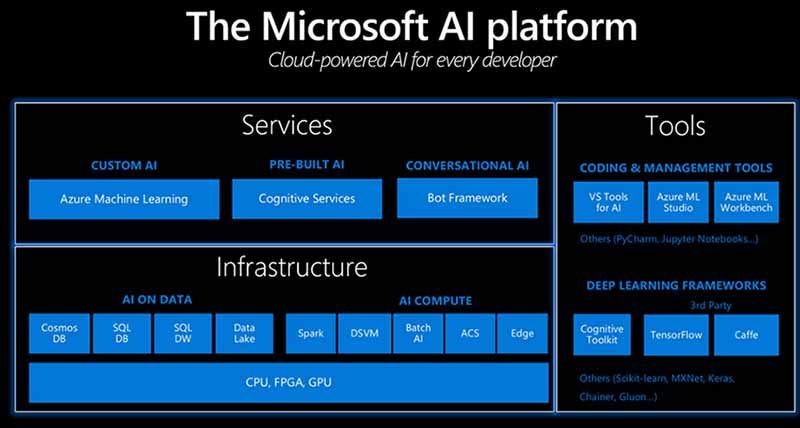 The Microsoft AI platform
Cloud-powered AI for every developer
Services
CUSTOM AI
Azure Machine Learning
PRE-BUILT AI
Cognitive Services
CONVERSATIONAL AI
Bot Framework
Infrastructure
AI ON DATA
Cosmos
DB
SQL
DB
SQL
DW
Data
Lake
AI COMPUTE
Spark
DSVM
Batch
AI
ACS
Edge
CPU, FPGA, GPU
Tools
CODING & MANAGEMENT TOOLS
VS Tools
for AI
Azure ML
Studio
Azure ML
Workbench
Others (PyCharm, Jupyter Notebooks...)
DEEP LEARNING FRAMEWORKS
3rd Party
Cognitive
Toolkit
TensorFlow
Caffe
Others (Scikit-learn, MXNet, Keras,
Chainer, Gluon...)